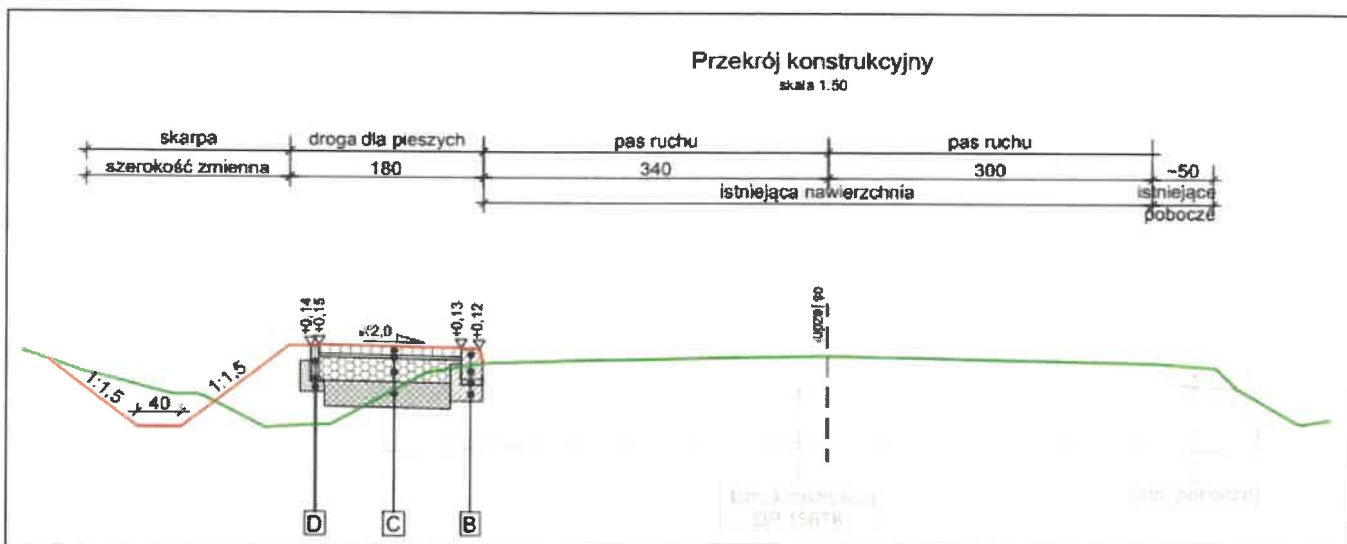 Przekrój konstrukcyjny
skala 1:50
skarpa
droga dla pieszych
pas ruchu
pas ruchu
szerokość zmienna
180
340
300
~50
istniejąca nawierzchnia
istniejące
pobocze
+0,14
+0,15
2,0
+0,13
+0,12
oś jezdni
1:1,5
40
1:1,5
D
C
B